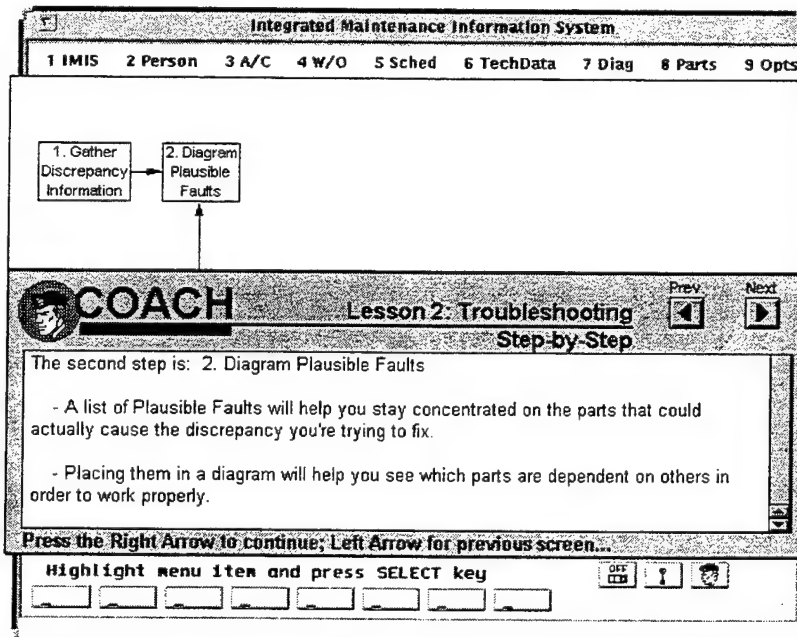 Integrated Maintenance Information System
1 IMIS 2 Person 3 A/C 4 W/O 5 Sched 6 TechData 7 Diag 8 Parts 9 Opts
1. Gather
Discrepancy
Information
2. Diagram
Plausible
Faults
COACH
Lesson 2: Troubleshooting
Step-by-Step
Prev
Next
The second step is: 2. Diagram Plausible Faults
- A list of Plausible Faults will help you stay concentrated on the parts that could
actually cause the discrepancy you're trying to fix.
- Placing them in a diagram will help you see which parts are dependent on others in
order to work properly.
Press the Right Arrow to continue; Left Arrow for previous screen...
Highlight menu item and press SELECT key
OFF